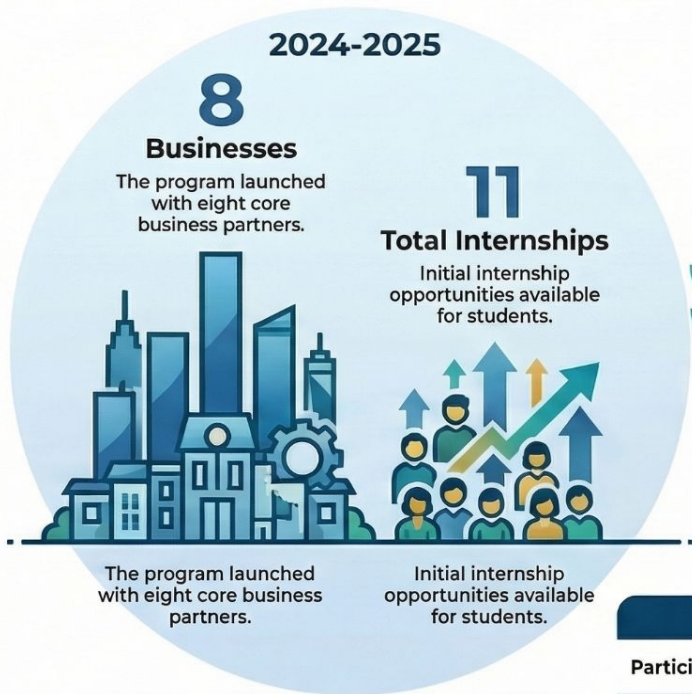 2024-2025
8
Businesses
The program launched
with eight core
business partners.
11
Total Internships
Initial internship
opportunities available
for students.
The program launched
with eight core business
partners.
Initial internship
opportunities available
for students.